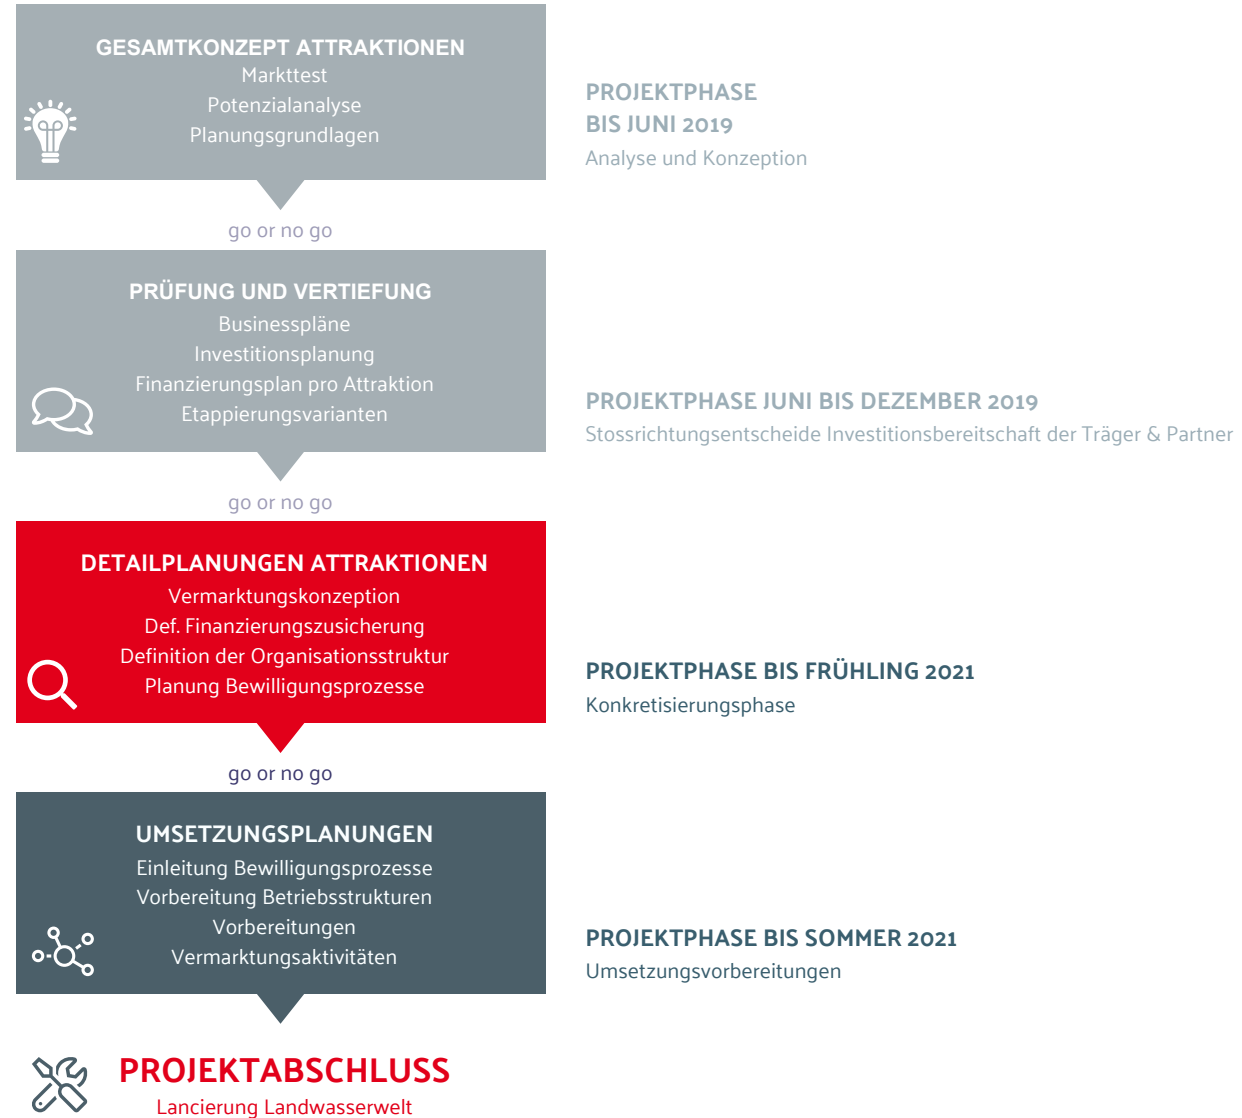 GESAMTKONZEPT ATTRAKTIONEN
Markttest
Potenzialanalyse
Planungsgrundlagen
PROJEKTPHASE
BIS JUNI 2019
Analyse und Konzeption
go or no go
PRÜFUNG UND VERTIEFUNG
Businesspläne
Investitionsplanung
Finanzierungsplan pro Attraktion
Etappierungsvarianten
PROJEKTPHASE JUNI BIS DEZEMBER 2019
Stossrichtungsentscheide Investitionsbereitschaft der Träger & Partner
go or no go
DETAILPLANUNGEN ATTRAKTIONEN
Vermarktungskonzeption
Def. Finanzierungszusicherung
Definition der Organisationsstruktur
Planung Bewilligungsprozesse
PROJEKTPHASE BIS FRÜHLING 2021
Konkretisierungsphase
go or no go
UMSETZUNGSPLANUNGEN
Einleitung Bewilligungsprozesse
Vorbereitung Betriebsstrukturen
Vorbereitungen
Vermarktungsaktivitäten
PROJEKTPHASE BIS SOMMER 2021
Umsetzungsvorbereitungen
PROJEKTABSCHLUSS
Lancierung Landwasserwelt